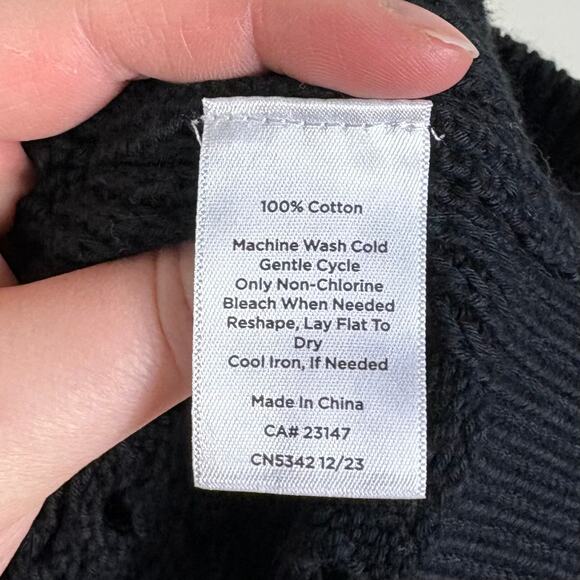 100% Cotton
Machine Wash Cold
Gentle Cycle
Only Non-Chlorine
Bleach When Needed
Reshape, Lay Flat To
Dry
Cool Iron, If Needed
Made In China
CA# 23147
CN5342 12/23